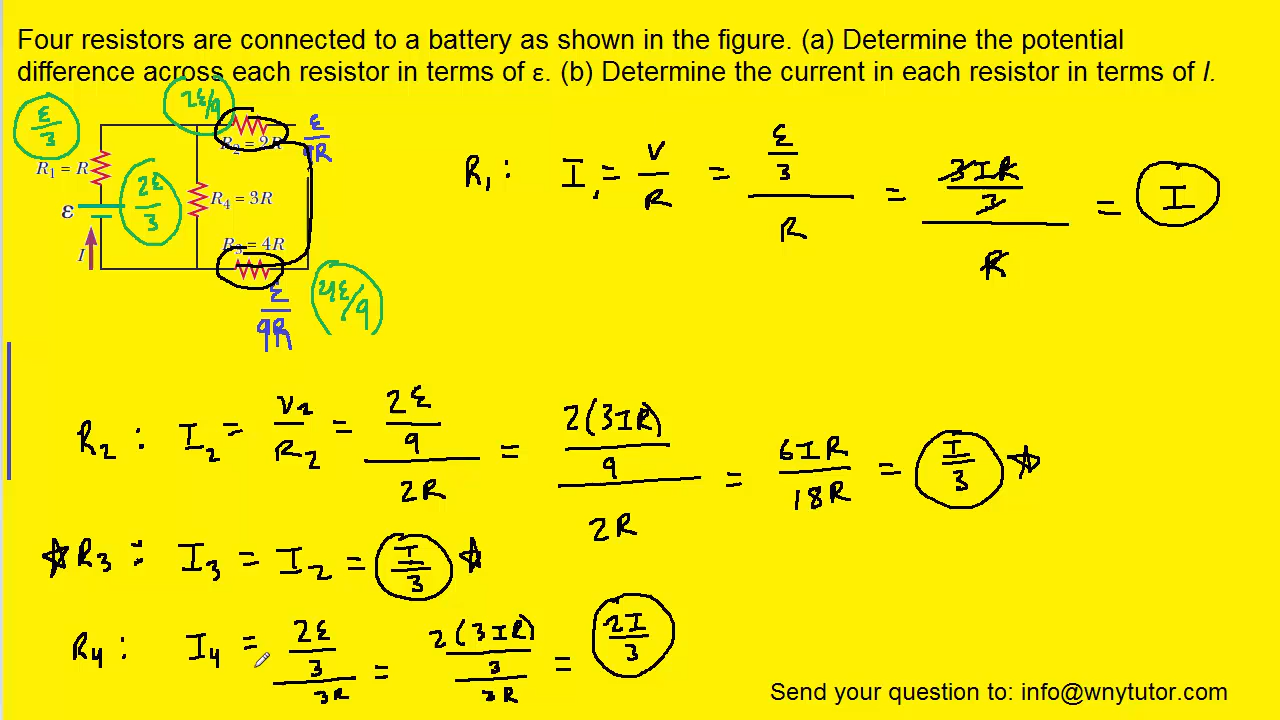 Four resistors are connected to a battery as shown in the figure. (a) Determine the potential
difference across each resistor in terms of ε. (b) Determine the current in each resistor in terms of I.
ε/3
2ε/9
R₂ = 2R
ε/9R
R₁ = R
2ε/3
R₄ = 3R
ε
I
R₃ = 4R
ε/9R
4ε/9
R₁ : I₁ = V/R = (ε/3)/R = (3IR/3)/R = I
R₂ : I₂ = V₂/R₂ = (2ε/9)/2R = (2(3IR)/9)/2R = 6IR/18R = I/3 ☆
☆ R₃ : I₃ = I₂ = I/3 ☆
R₄ : I₄ = (2ε/3)/3R = (2(3IR)/3)/3R = 2I/3
Send your question to: info@wnytutor.com